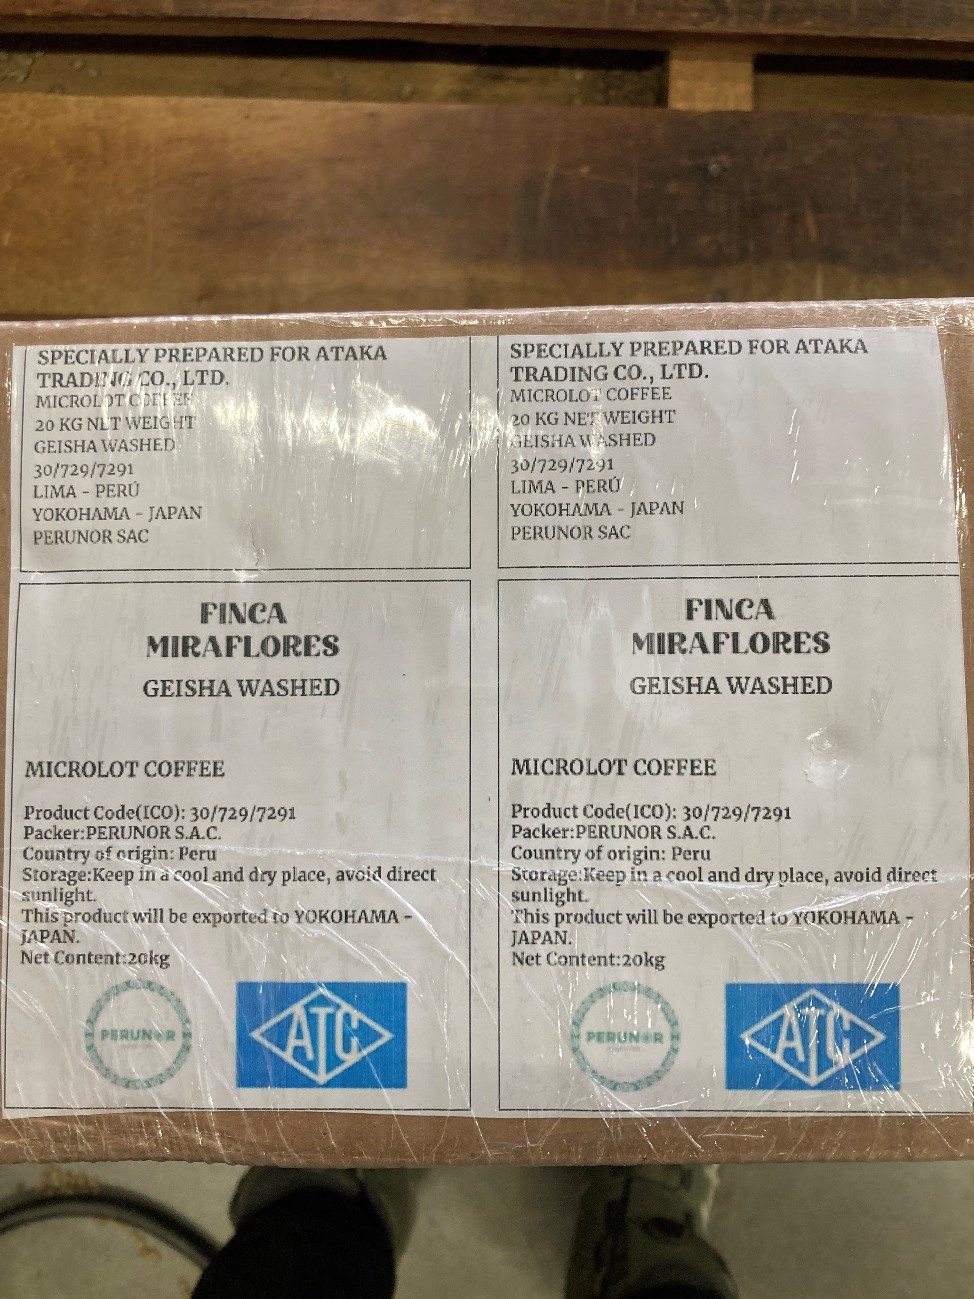 SPECIALLY PREPARED FOR ATAKA
TRADING CO., LTD.
MICROLOT COFFEE
20 KG NET WEIGHT
GEISHA WASHED
30/729/7291
LIMA - PERÚ
YOKOHAMA - JAPAN
PERUNOR SAC
FINCA
MIRAFLORES
GEISHA WASHED
MICROLOT COFFEE
Product Code(ICO): 30/729/7291
Packer:PERUNOR S.A.C.
Country of origin: Peru
Storage:Keep in a cool and dry place, avoid direct
sunlight.
This product will be exported to YOKOHAMA -
JAPAN.
Net Content:20kg
PERUNOR
ATC
SPECIALLY PREPARED FOR ATAKA
TRADING CO., LTD.
MICROLOT COFFEE
20 KG NET WEIGHT
GEISHA WASHED
30/729/7291
LIMA - PERÚ
YOKOHAMA - JAPAN
PERUNOR SAC
FINCA
MIRAFLORES
GEISHA WASHED
MICROLOT COFFEE
Product Code(ICO): 30/729/7291
Packer:PERUNOR S.A.C.
Country of origin: Peru
Storage:Keep in a cool and dry place, avoid direct
sunlight.
This product will be exported to YOKOHAMA -
JAPAN.
Net Content:20kg
PERUNOR
ATC